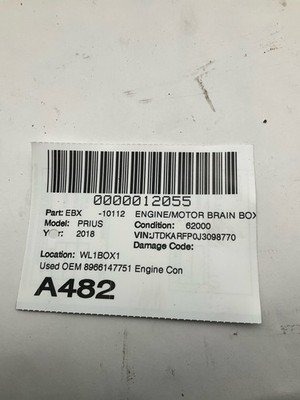 0000012055
Part: EBX -10112 ENGINE/MOTOR BRAIN BOX
Model: PRIUS Condition: 62000
2018 VIN:JTDKARFP0J3098770
Damage Code:
Location: WL1BOX1
Used OEM 8966147751 Engine Con
A482